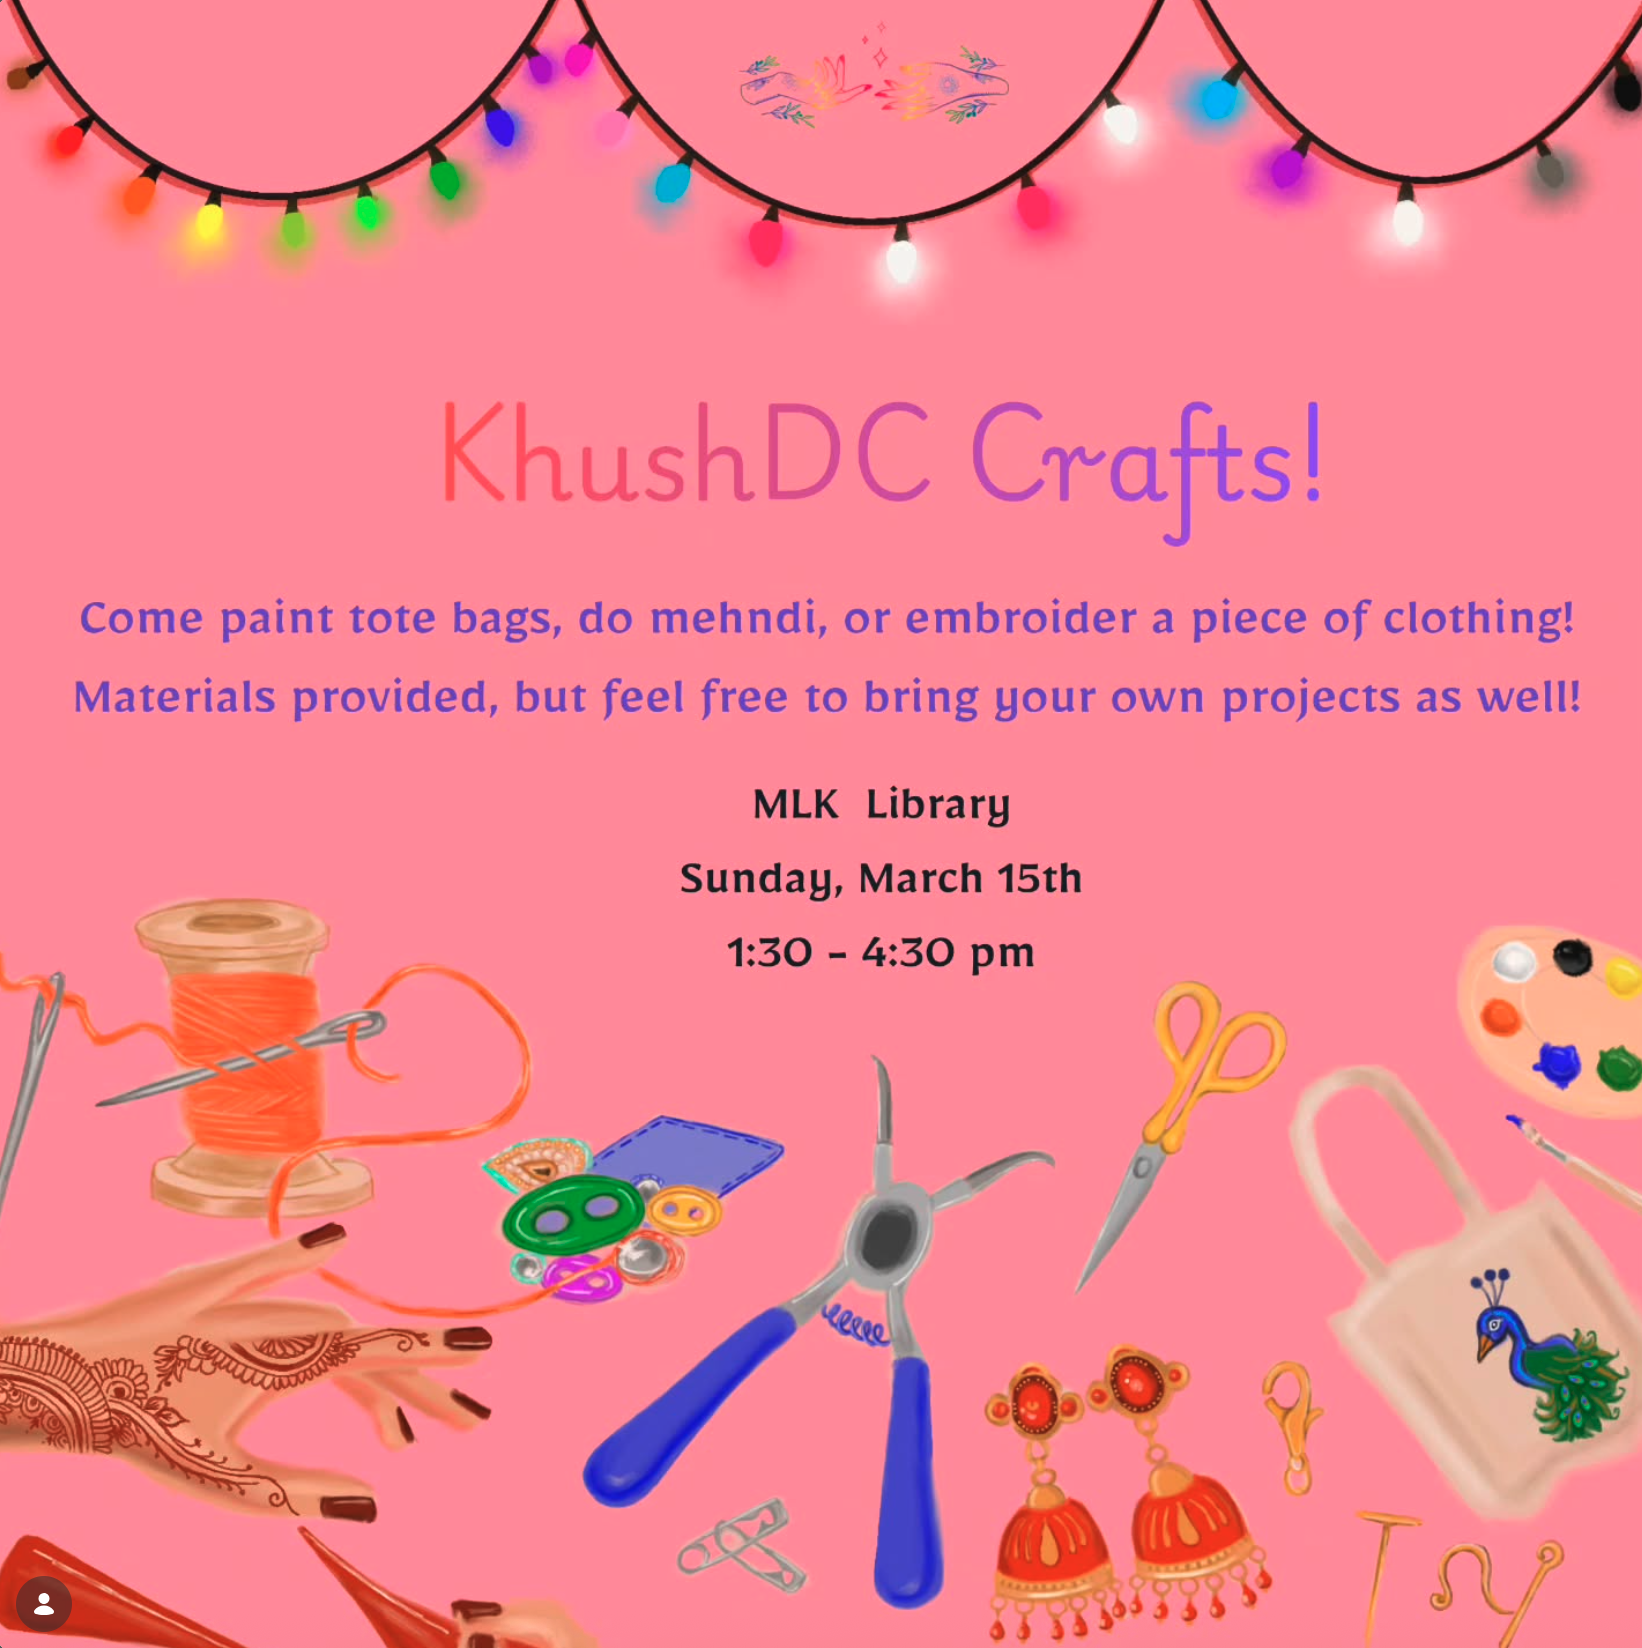 KhushDC Crafts!
Come paint tote bags, do mehndi, or embroider a piece of clothing!
Materials provided, but feel free to bring your own projects as well!
MLK Library
Sunday, March 15th
1:30 - 4:30 pm